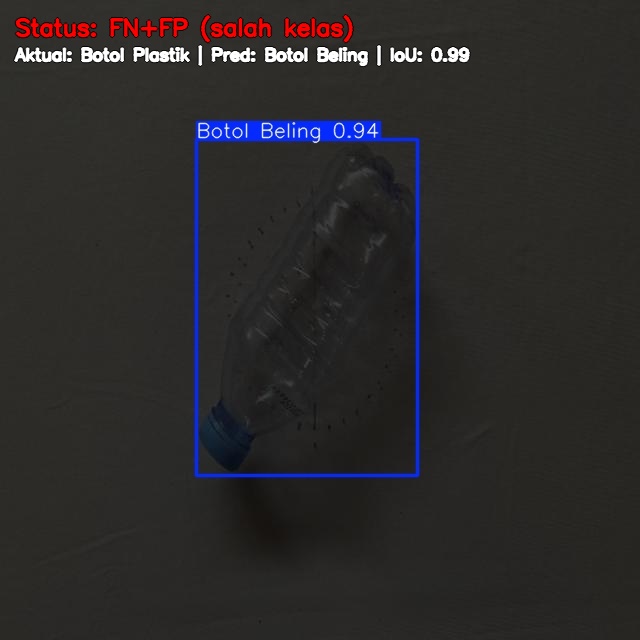 Status: FN+FP (salah kelas)
Aktual: Botol Plastik | Pred: Botol Beling | IoU: 0.99
Botol Beling 0.94